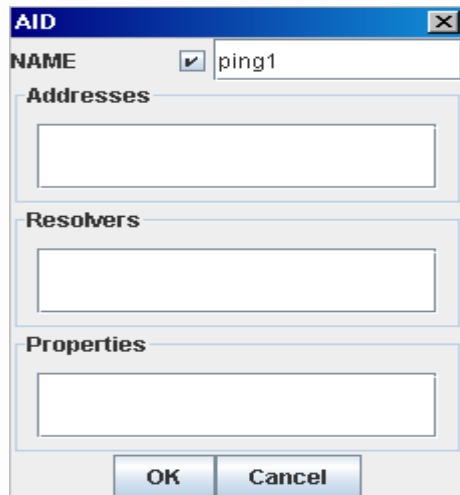 AID
NAME ping1
Addresses
Resolvers
Properties
OK Cancel